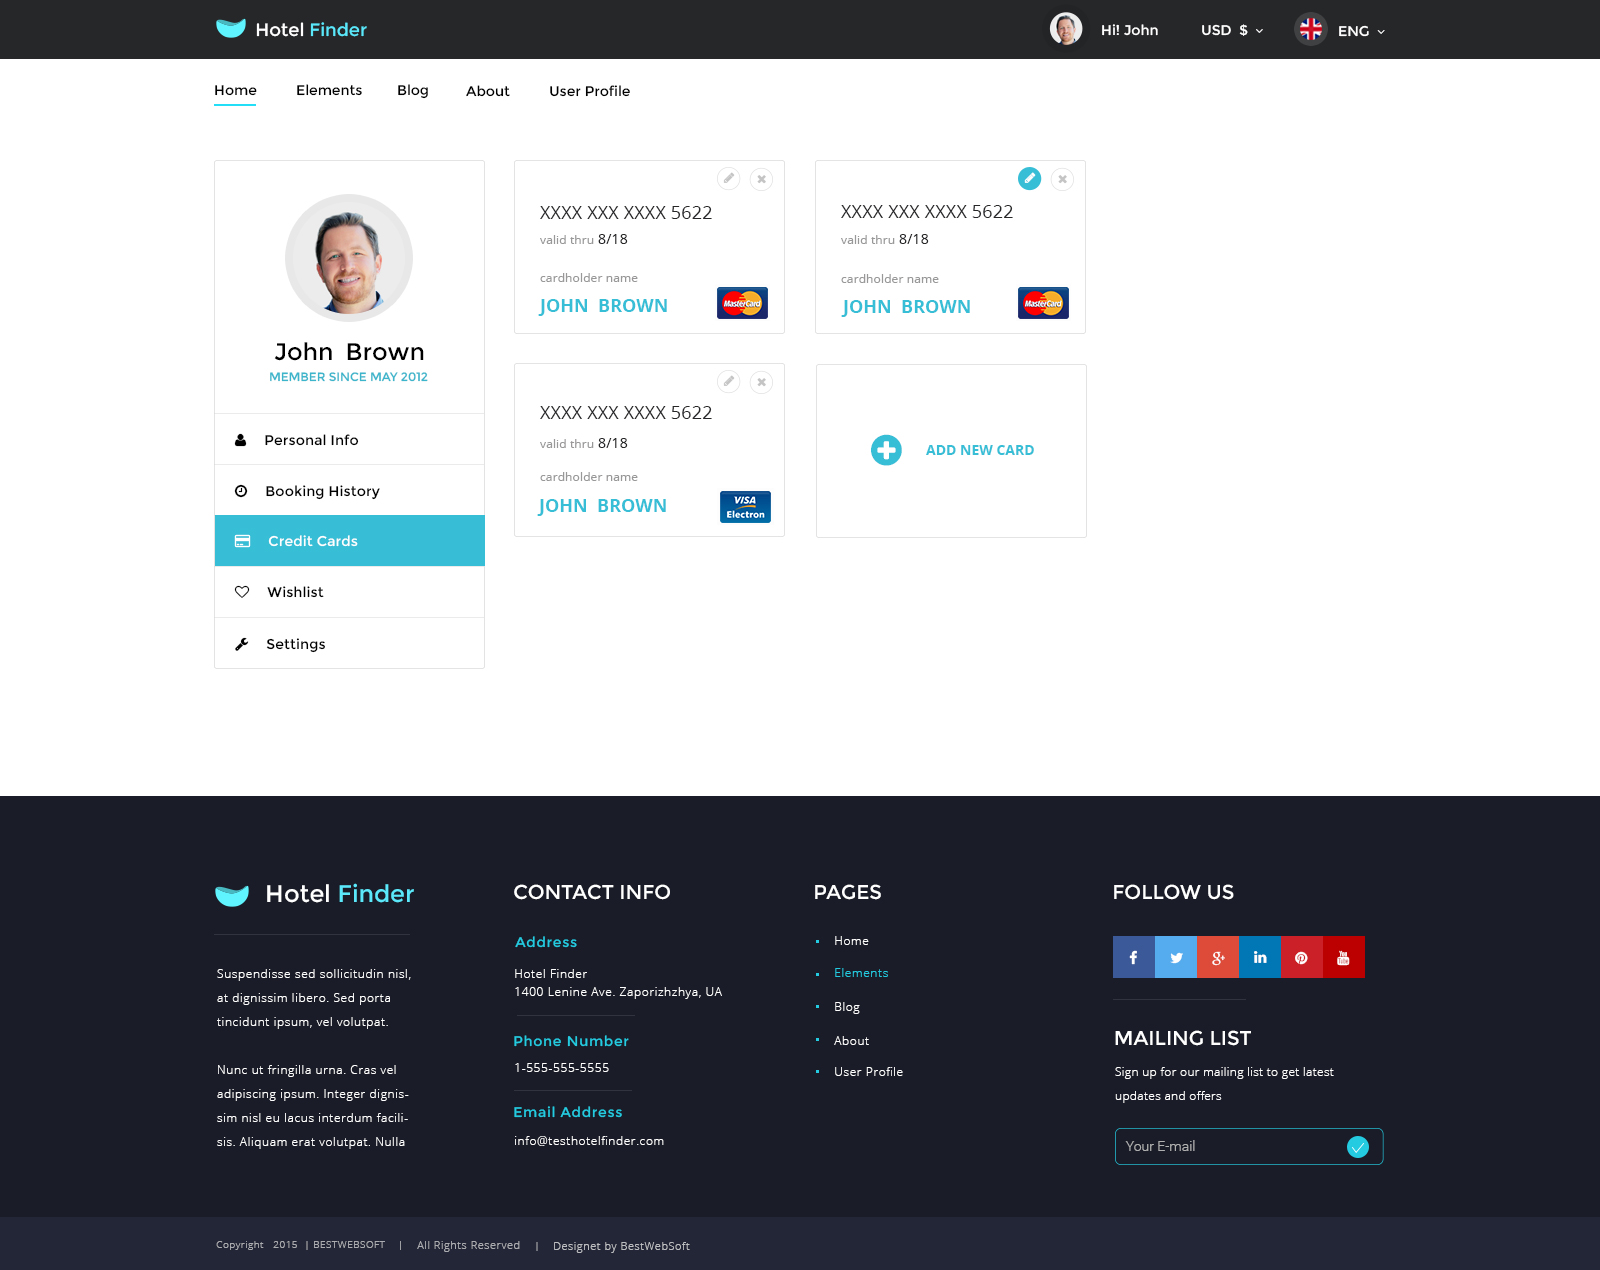 Hotel Finder
Hi! John
USD $
ENG
Home
Elements
Blog
About
User Profile
John Brown
MEMBER SINCE MAY 2012
Personal Info
Booking History
Credit Cards
Wishlist
Settings
XXXX XXX XXXX 5622
valid thru 8/18
cardholder name
JOHN BROWN
MasterCard
XXXX XXX XXXX 5622
valid thru 8/18
cardholder name
JOHN BROWN
MasterCard
XXXX XXX XXXX 5622
valid thru 8/18
cardholder name
JOHN BROWN
VISA
Electron
ADD NEW CARD
Hotel Finder
Suspendisse sed sollicitudin nisl,
at dignissim libero. Sed porta
tincidunt ipsum, vel volutpat.
Nunc ut fringilla urna. Cras vel
adipiscing ipsum. Integer dignis-
sim nisl eu lacus interdum facili-
sis. Aliquam erat volutpat. Nulla
CONTACT INFO
Address
Hotel Finder
1400 Lenine Ave. Zaporizhzhya, UA
Phone Number
1-555-555-5555
Email Address
info@testhotelfinder.com
PAGES
Home
Elements
Blog
About
User Profile
FOLLOW US
f
g+
in
You
Tube
MAILING LIST
Sign up for our mailing list to get latest
updates and offers
Your E-mail
Copyright 2015 | BESTWEBSOFT | All Rights Reserved | Designet by BestWebSoft